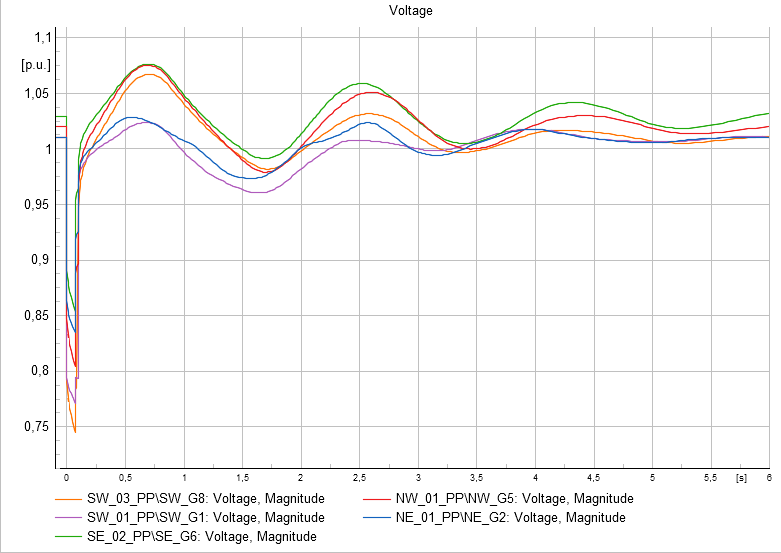 Voltage
1,1
[p.u.]
1,05
1
0,95
0,9
0,85
0,8
0,75
0 0,5 1 1,5 2 2,5 3 3,5 4 4,5 5 5,5 [s] 6
SW_03_PP\SW_G8: Voltage, Magnitude NW_01_PP\NW_G5: Voltage, Magnitude
SW_01_PP\SW_G1: Voltage, Magnitude NE_01_PP\NE_G2: Voltage, Magnitude
SE_02_PP\SE_G6: Voltage, Magnitude